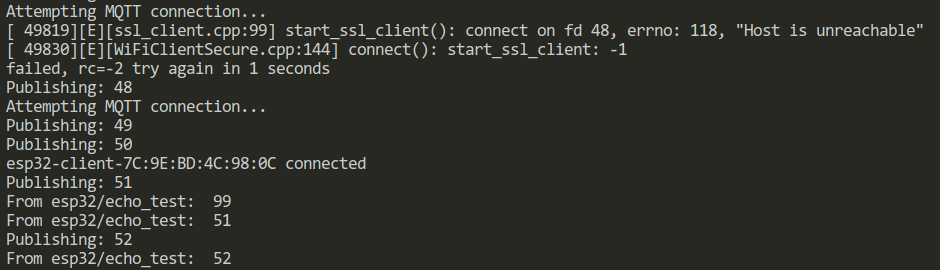 Attempting MQTT connection...
[ 49819][E][ssl_client.cpp:99] start_ssl_client(): connect on fd 48, errno: 118, "Host is unreachable"
[ 49830][E][WiFiClientSecure.cpp:144] connect(): start_ssl_client: -1
failed, rc=-2 try again in 1 seconds
Publishing: 48
Attempting MQTT connection...
Publishing: 49
Publishing: 50
esp32-client-7C:9E:BD:4C:98:0C connected
Publishing: 51
From esp32/echo_test:  99
From esp32/echo_test:  51
Publishing: 52
From esp32/echo_test:  52